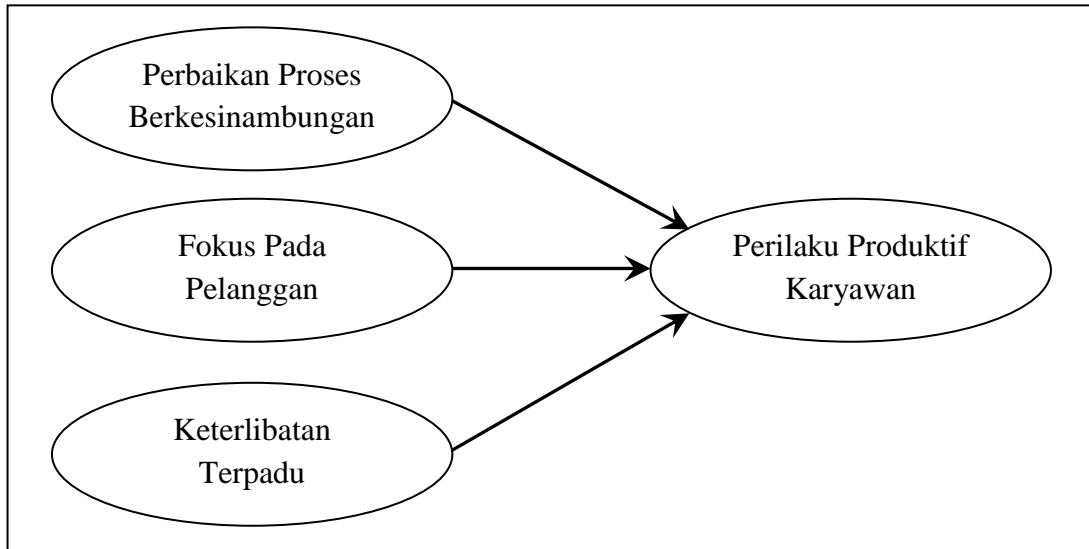 Perbaikan Proses
Berkesinambungan
Fokus Pada
Pelanggan
Perilaku Produktif
Karyawan
Keterlibatan
Terpadu